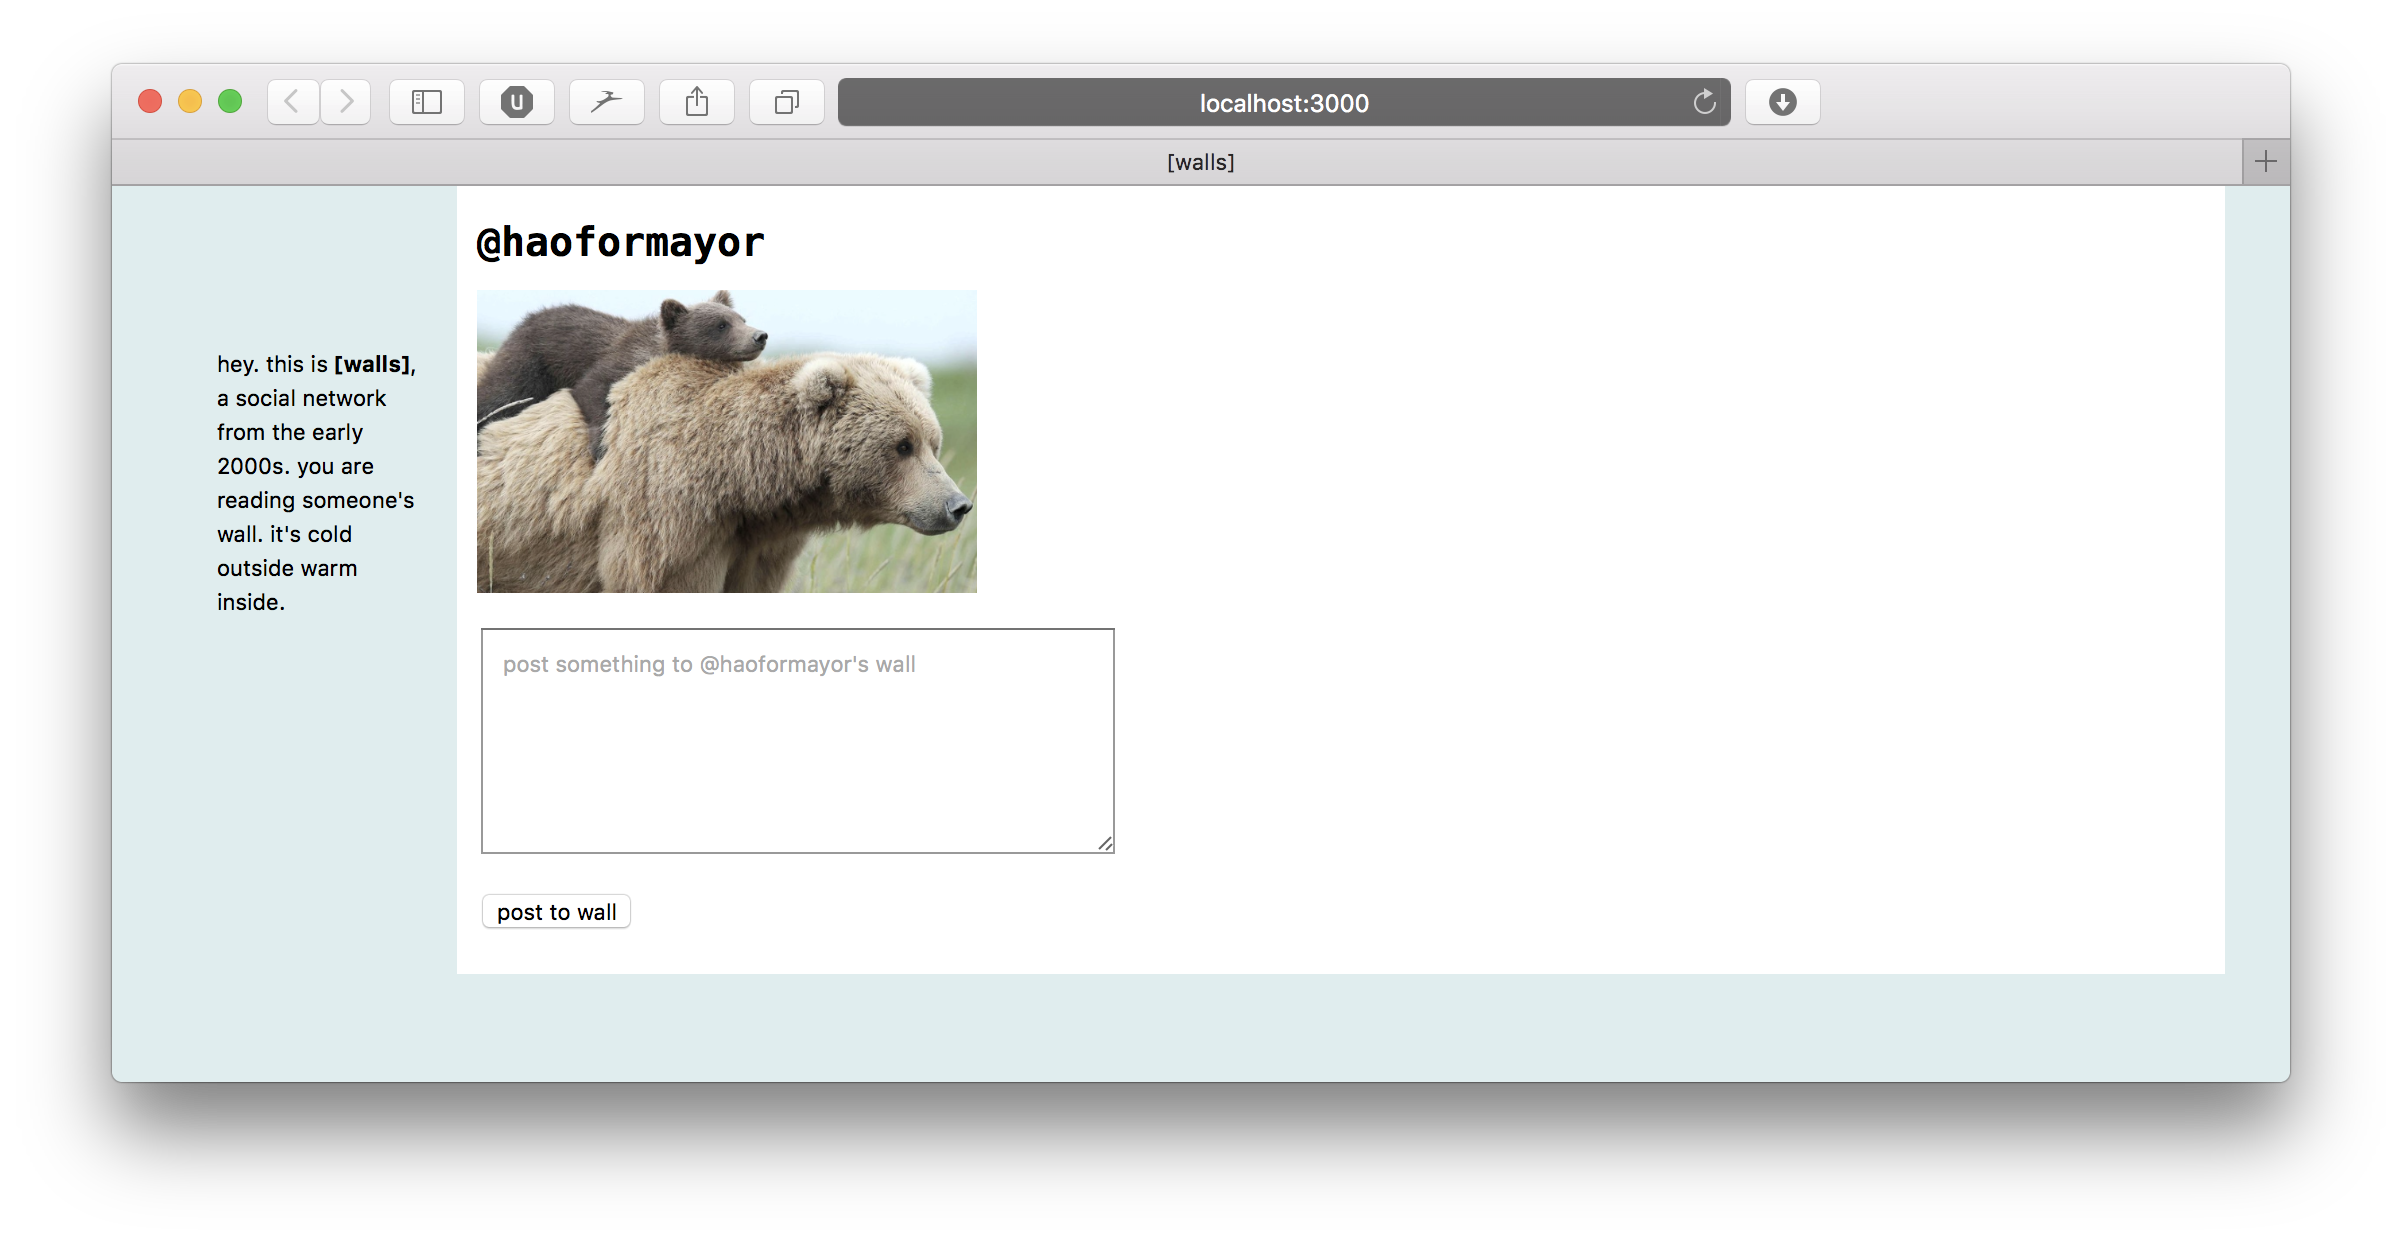 U
localhost:3000
[walls]
@haoformayor
hey. this is [walls],
a social network
from the early
2000s. you are
reading someone's
wall. it's cold
outside warm
inside.
post something to @haoformayor's wall
post to wall